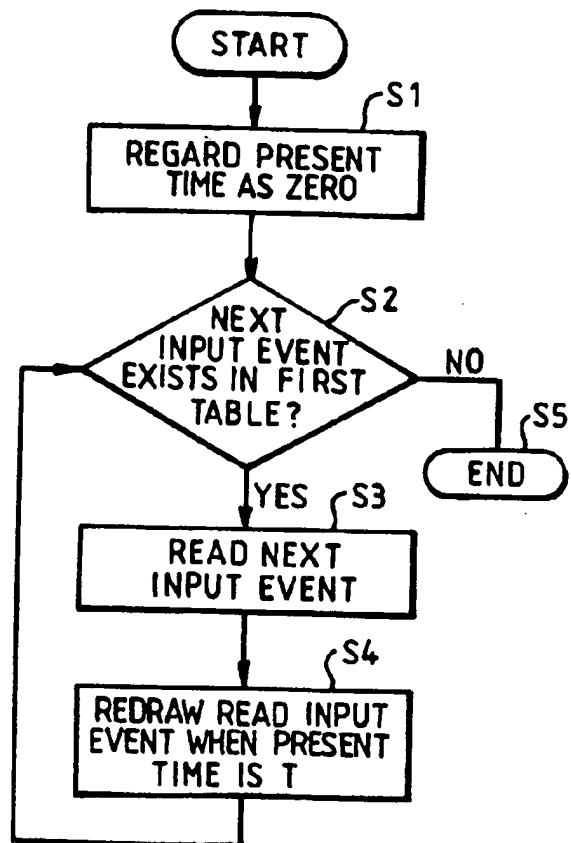 START
S1
REGARD PRESENT
TIME AS ZERO
S2
NEXT
INPUT EVENT
EXISTS IN FIRST
TABLE?
NO
S5
END
YES
S3
READ NEXT
INPUT EVENT
S4
REDRAW READ INPUT
EVENT WHEN PRESENT
TIME IS T